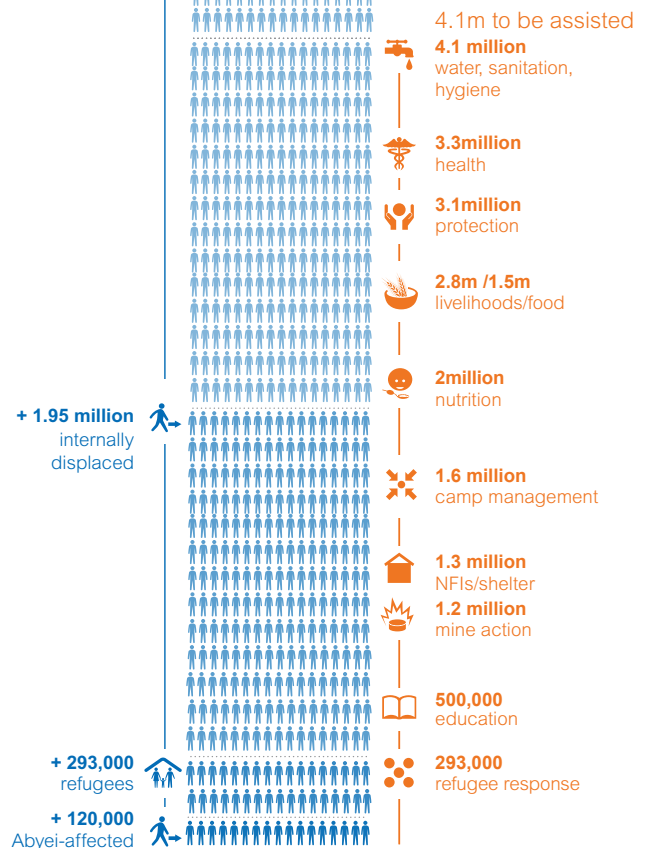 4.1m to be assisted
4.1 million
water, sanitation,
hygiene
3.3million
health
3.1million
protection
2.8m /1.5m
livelihoods/food
2million
nutrition
+ 1.95 million
internally
displaced
1.6 million
camp management
1.3 million
NFIs/shelter
1.2 million
mine action
500,000
education
+ 293,000
refugees
293,000
refugee response
+ 120,000
Abyei-affected